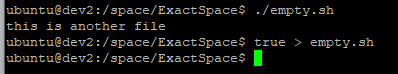 ubuntu@dev2:/space/ExactSpace$ ./empty.sh
this is another file
ubuntu@dev2:/space/ExactSpace$ true > empty.sh
ubuntu@dev2:/space/ExactSpace$